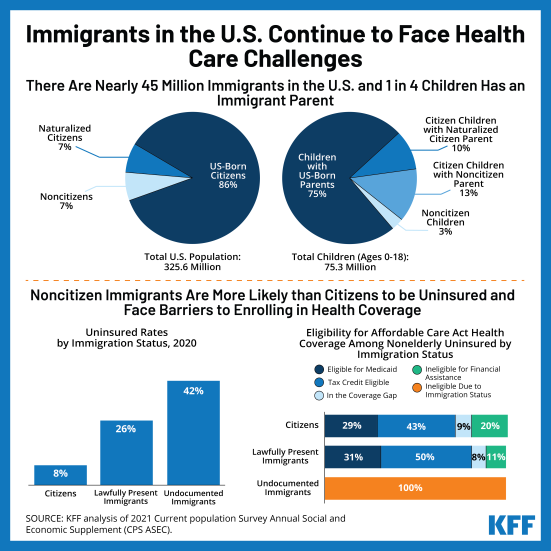 Immigrants in the U.S. Continue to Face Health
Care Challenges
There Are Nearly 45 Million Immigrants in the U.S. and 1 in 4 Children Has an
Immigrant Parent
Naturalized
Citizens
7%
Noncitizens
7%
US-Born
Citizens
86%
Total U.S. Population:
325.6 Million
Children
with
US-Born
Parents
75%
Citizen Children
with Naturalized
Citizen Parent
10%
Citizen Children
with Noncitizen
Parent
13%
Noncitizen
Children
3%
Total Children (Ages 0-18):
75.3 Million
Noncitizen Immigrants Are More Likely than Citizens to be Uninsured and
Face Barriers to Enrolling in Health Coverage
Uninsured Rates
by Immigration Status, 2020
8%
26%
42%
Citizens
Lawfully Present
Immigrants
Undocumented
Immigrants
Eligibility for Affordable Care Act Health
Coverage Among Nonelderly Uninsured by
Immigration Status
Eligible for Medicaid
Tax Credit Eligible
In the Coverage Gap
Ineligible for Financial
Assistance
Ineligible Due to
Immigration Status
Citizens
29% 43% 9% 20%
Lawfully Present
Immigrants
31% 50% 8% 11%
Undocumented
Immigrants
100%
SOURCE: KFF analysis of 2021 Current population Survey Annual Social and
Economic Supplement (CPS ASEC).
KFF